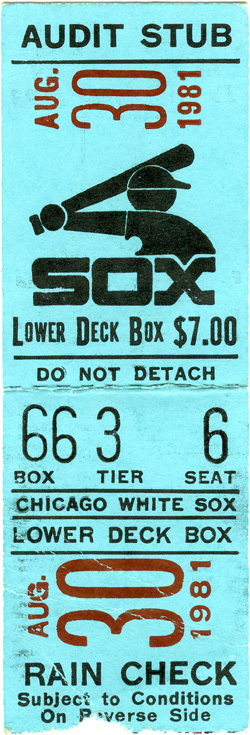 AUDIT STUB
AUG. 30 1981
SOX
LOWER DECK BOX $7.00
DO NOT DETACH
66 3 6
BOX TIER SEAT
CHICAGO WHITE SOX
LOWER DECK BOX
AUG. 30 1981
RAIN CHECK
Subject to Conditions
On Reverse Side